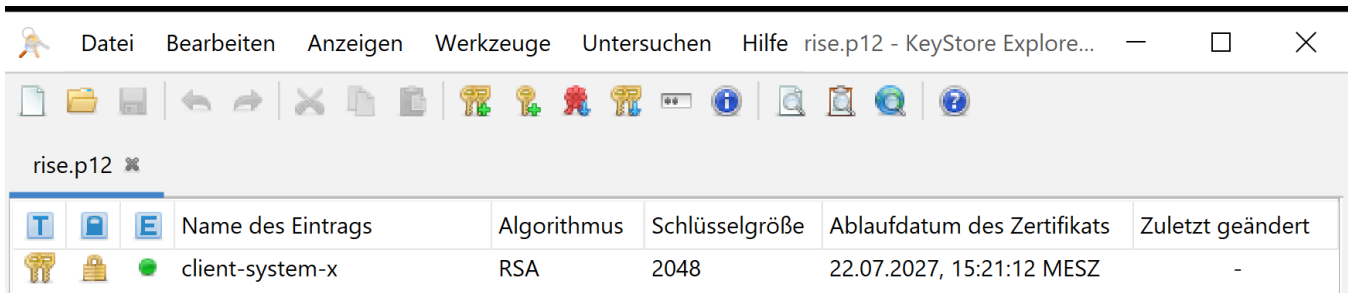 Datei Bearbeiten Anzeigen Werkzeuge Untersuchen Hilfe rise.p12 - KeyStore Explore...
rise.p12
T E Name des Eintrags Algorithmus Schlüsselgröße Ablaufdatum des Zertifikats Zuletzt geändert
client-system-x RSA 2048 22.07.2027, 15:21:12 MESZ -